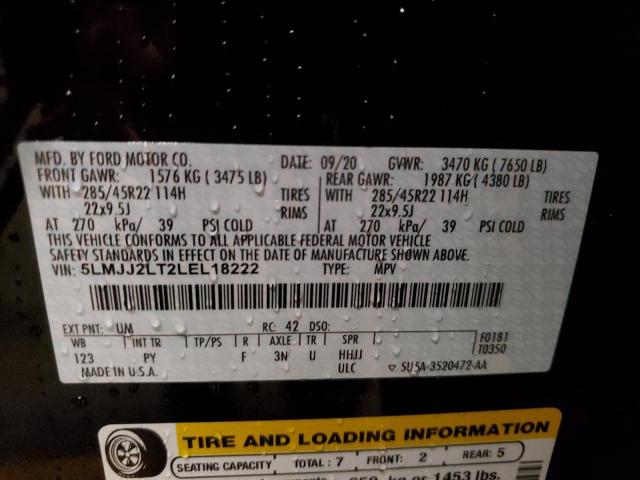 MFD. BY FORD MOTOR CO. DATE: 09/20 GVWR: 3470 KG ( 7650 LB)
FRONT GAWR: 1576 KG ( 3475 LB) REAR GAWR: 1987 KG ( 4380 LB)
WITH 285/45R22 114H TIRES WITH 285/45R22 114H TIRES
22x9.5J RIMS 22x9.5J RIMS
AT 270 kPa/ 39 PSI COLD AT 270 kPa/ 39 PSI COLD
THIS VEHICLE CONFORMS TO ALL APPLICABLE FEDERAL MOTOR VEHICLE
SAFETY STANDARDS IN EFFECT ON THE DATE OF MANUFACTURE SHOWN ABOVE.
VIN: 5LMJJ2LT2LEL18222 TYPE: MPV
EXT PNT: UM RC: 42 DSO:
WB INT TR TP/PS R AXLE TR SPR F0181
123 PY F 3N U HHJJ T0350
MADE IN U.S.A. ULC ▽ 5U5A-3520472-AA
TIRE AND LOADING INFORMATION
SEATING CAPACITY TOTAL : 7 FRONT: 2 REAR: 5
kg or 1453 lbs.